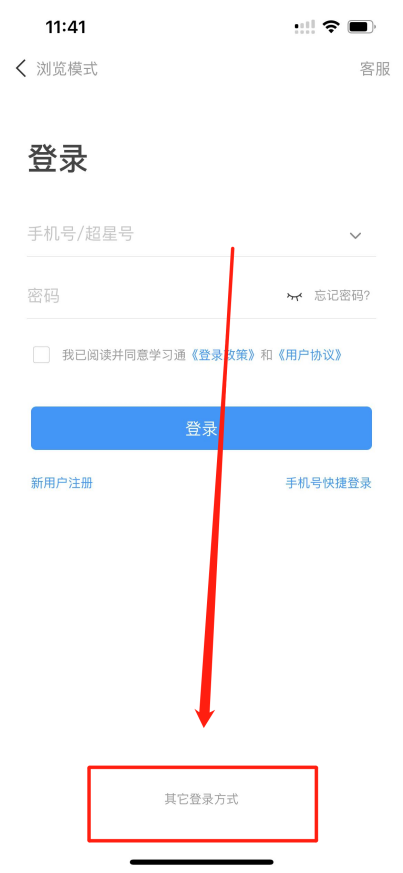 11:41
浏览模式 客服
登录
手机号/超星号
密码 忘记密码?
我已阅读并同意学习通《登录政策》和《用户协议》
登录
新用户注册 手机号快捷登录
其它登录方式